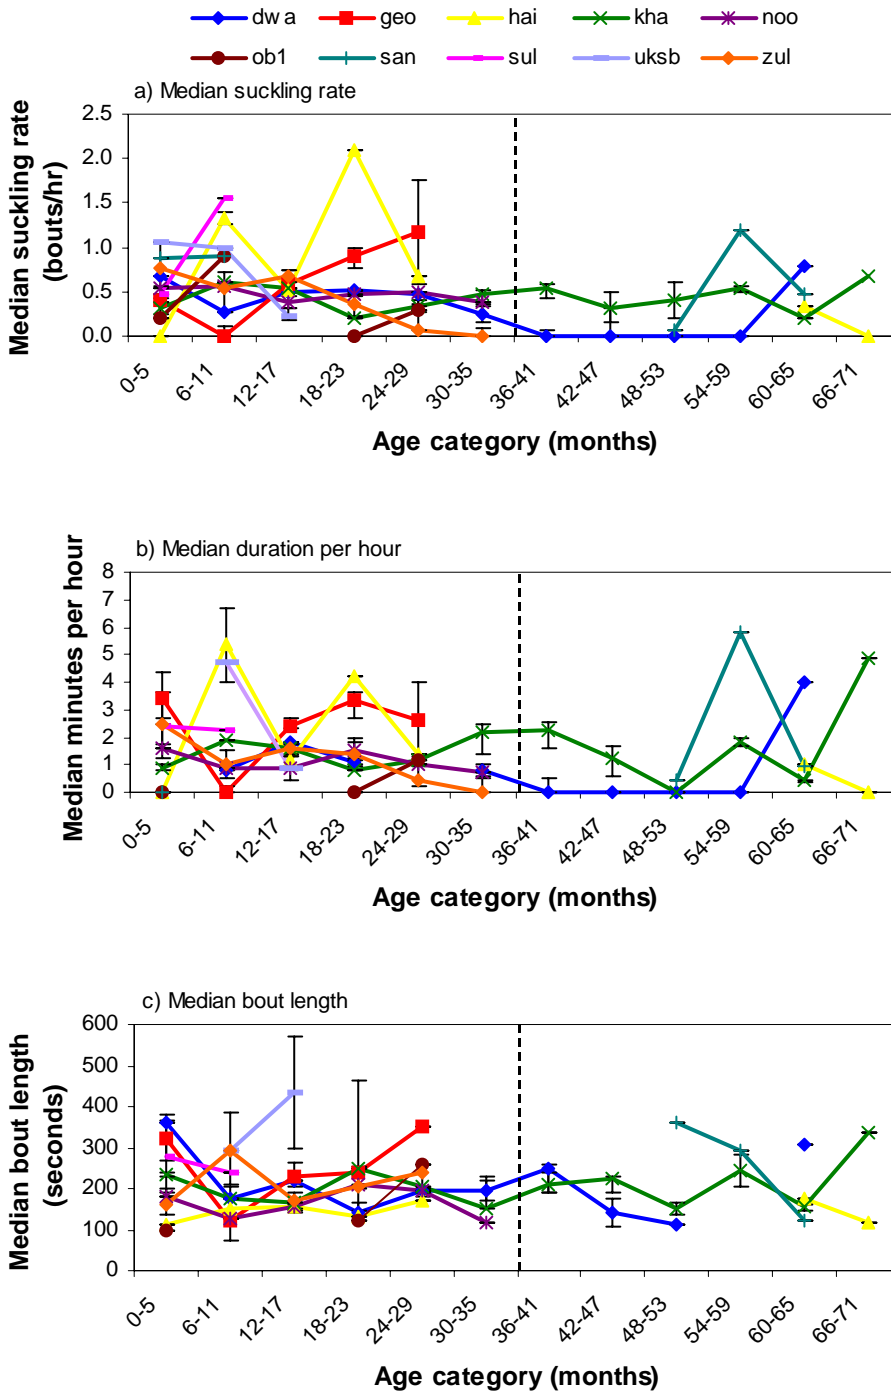 dwa geo hai kha noo
ob1 san sul uksb zul
a) Median suckling rate
Median suckling rate
(bouts/hr)
2.5
2.0
1.5
1.0
0.5
0.0
0-5 6-11 12-17 18-23 24-29 30-35 36-41 42-47 48-53 54-59 60-65 66-71
Age category (months)
b) Median duration per hour
Median minutes per hour
8
7
6
5
4
3
2
1
0
0-5 6-11 12-17 18-23 24-29 30-35 36-41 42-47 48-53 54-59 60-65 66-71
Age category (months)
c) Median bout length
Median bout length
(seconds)
600
500
400
300
200
100
0
0-5 6-11 12-17 18-23 24-29 30-35 36-41 42-47 48-53 54-59 60-65 66-71
Age category (months)